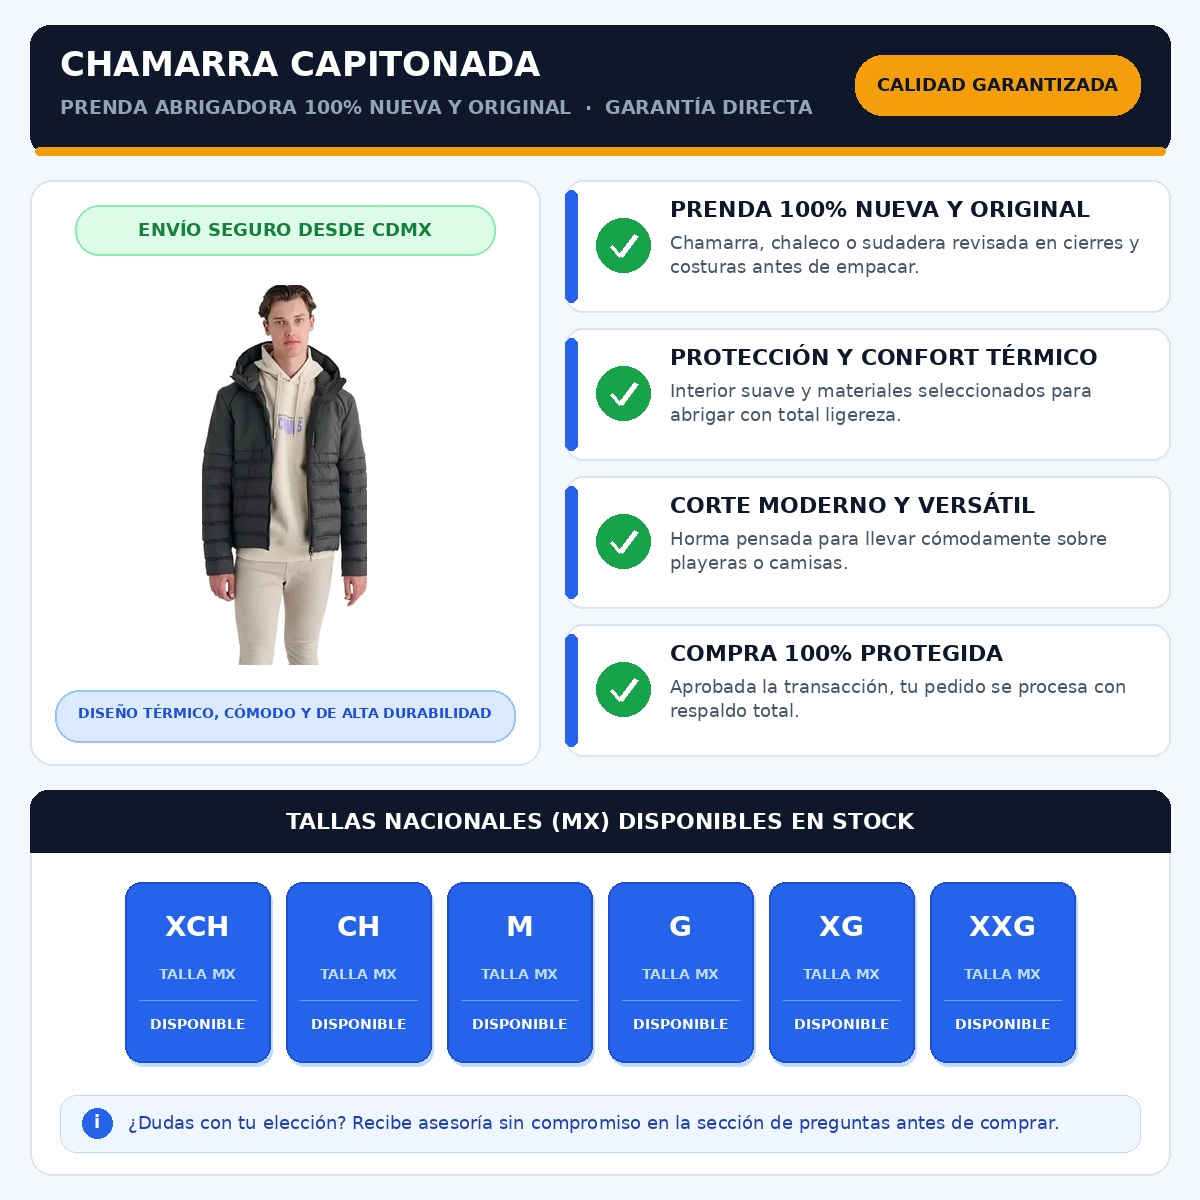 CHAMARRA CAPITONADA
PRENDA ABRIGADORA 100% NUEVA Y ORIGINAL · GARANTÍA DIRECTA
CALIDAD GARANTIZADA
ENVÍO SEGURO DESDE CDMX
DISEÑO TÉRMICO, CÓMODO Y DE ALTA DURABILIDAD
PRENDA 100% NUEVA Y ORIGINAL
Chamarra, chaleco o sudadera revisada en cierres y
costuras antes de empacar.
PROTECCIÓN Y CONFORT TÉRMICO
Interior suave y materiales seleccionados para
abrigar con total ligereza.
CORTE MODERNO Y VERSÁTIL
Horma pensada para llevar cómodamente sobre
playeras o camisas.
COMPRA 100% PROTEGIDA
Aprobada la transacción, tu pedido se procesa con
respaldo total.
TALLAS NACIONALES (MX) DISPONIBLES EN STOCK
XCH
TALLA MX
DISPONIBLE
CH
TALLA MX
DISPONIBLE
M
TALLA MX
DISPONIBLE
G
TALLA MX
DISPONIBLE
XG
TALLA MX
DISPONIBLE
XXG
TALLA MX
DISPONIBLE
i
¿Dudas con tu elección? Recibe asesoría sin compromiso en la sección de preguntas antes de comprar.